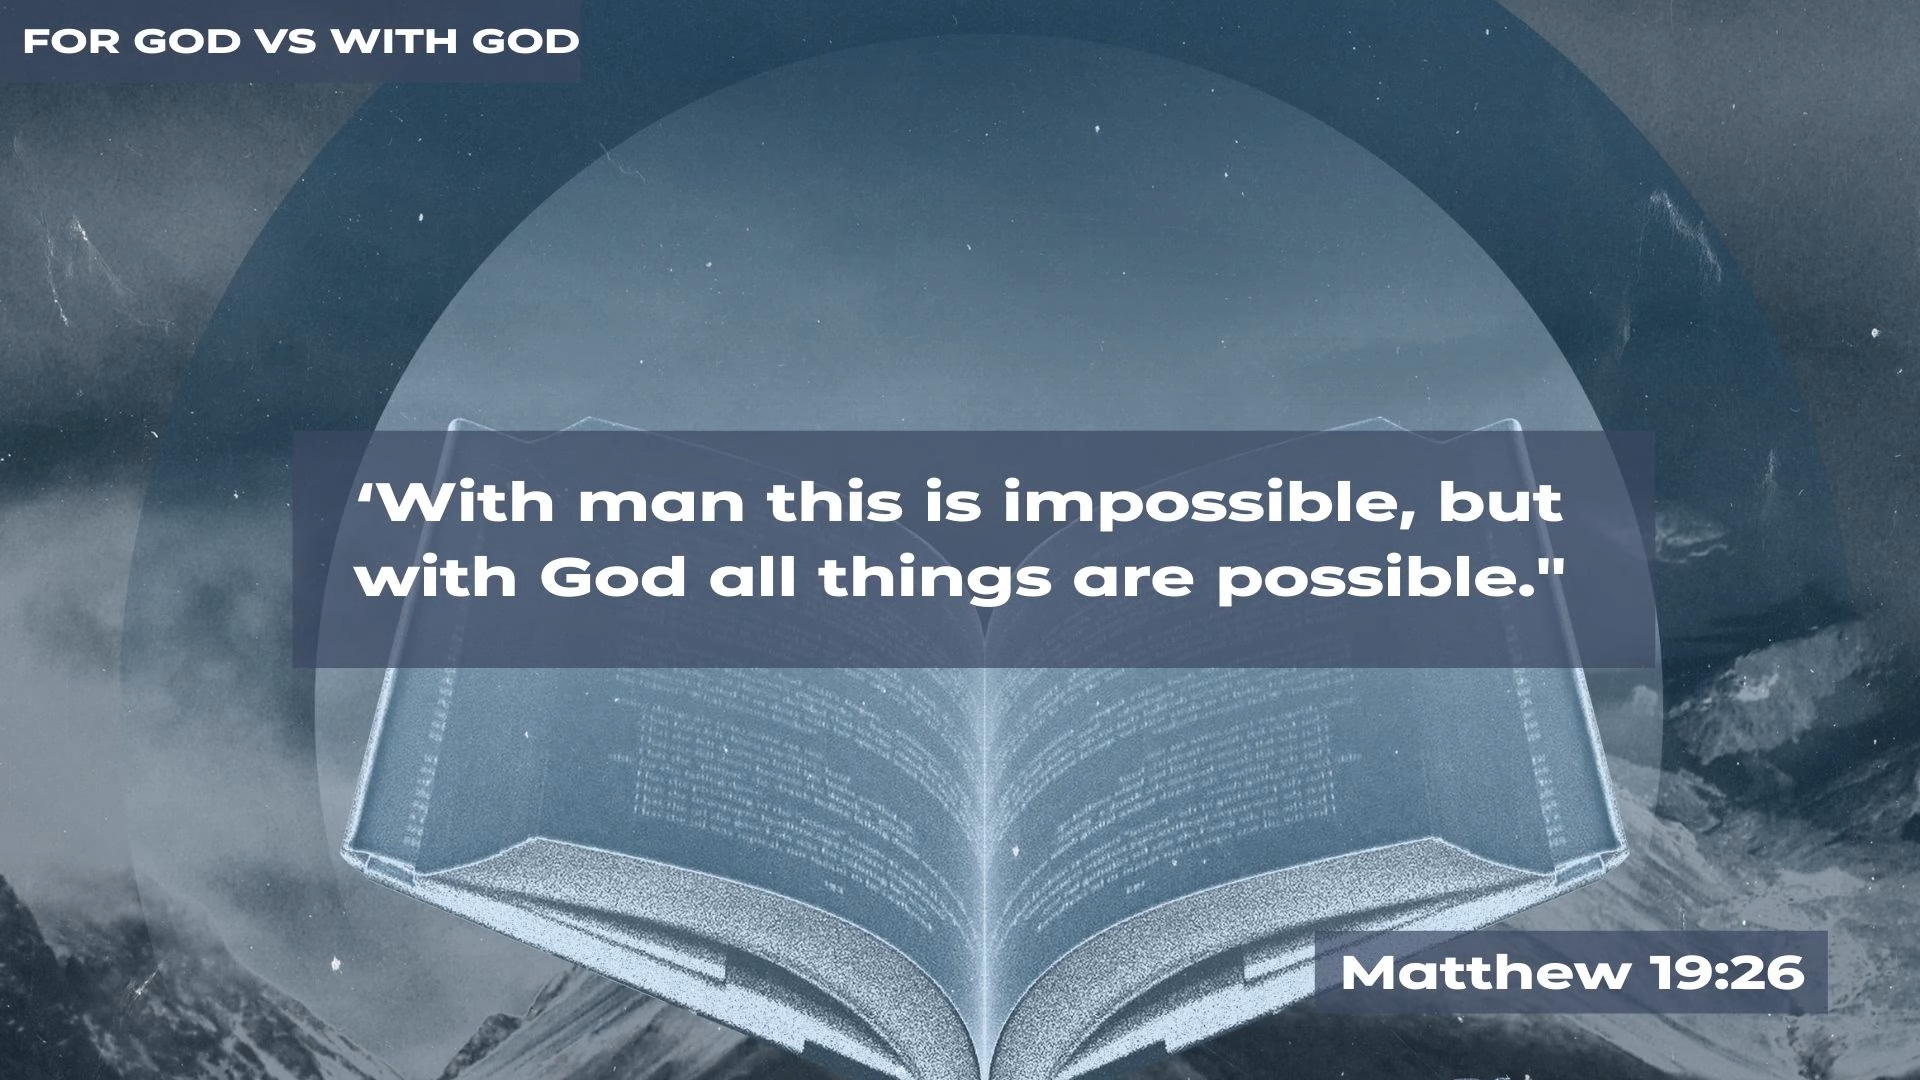 FOR GOD VS WITH GOD
‘With man this is impossible, but
with God all things are possible."
Matthew 19:26